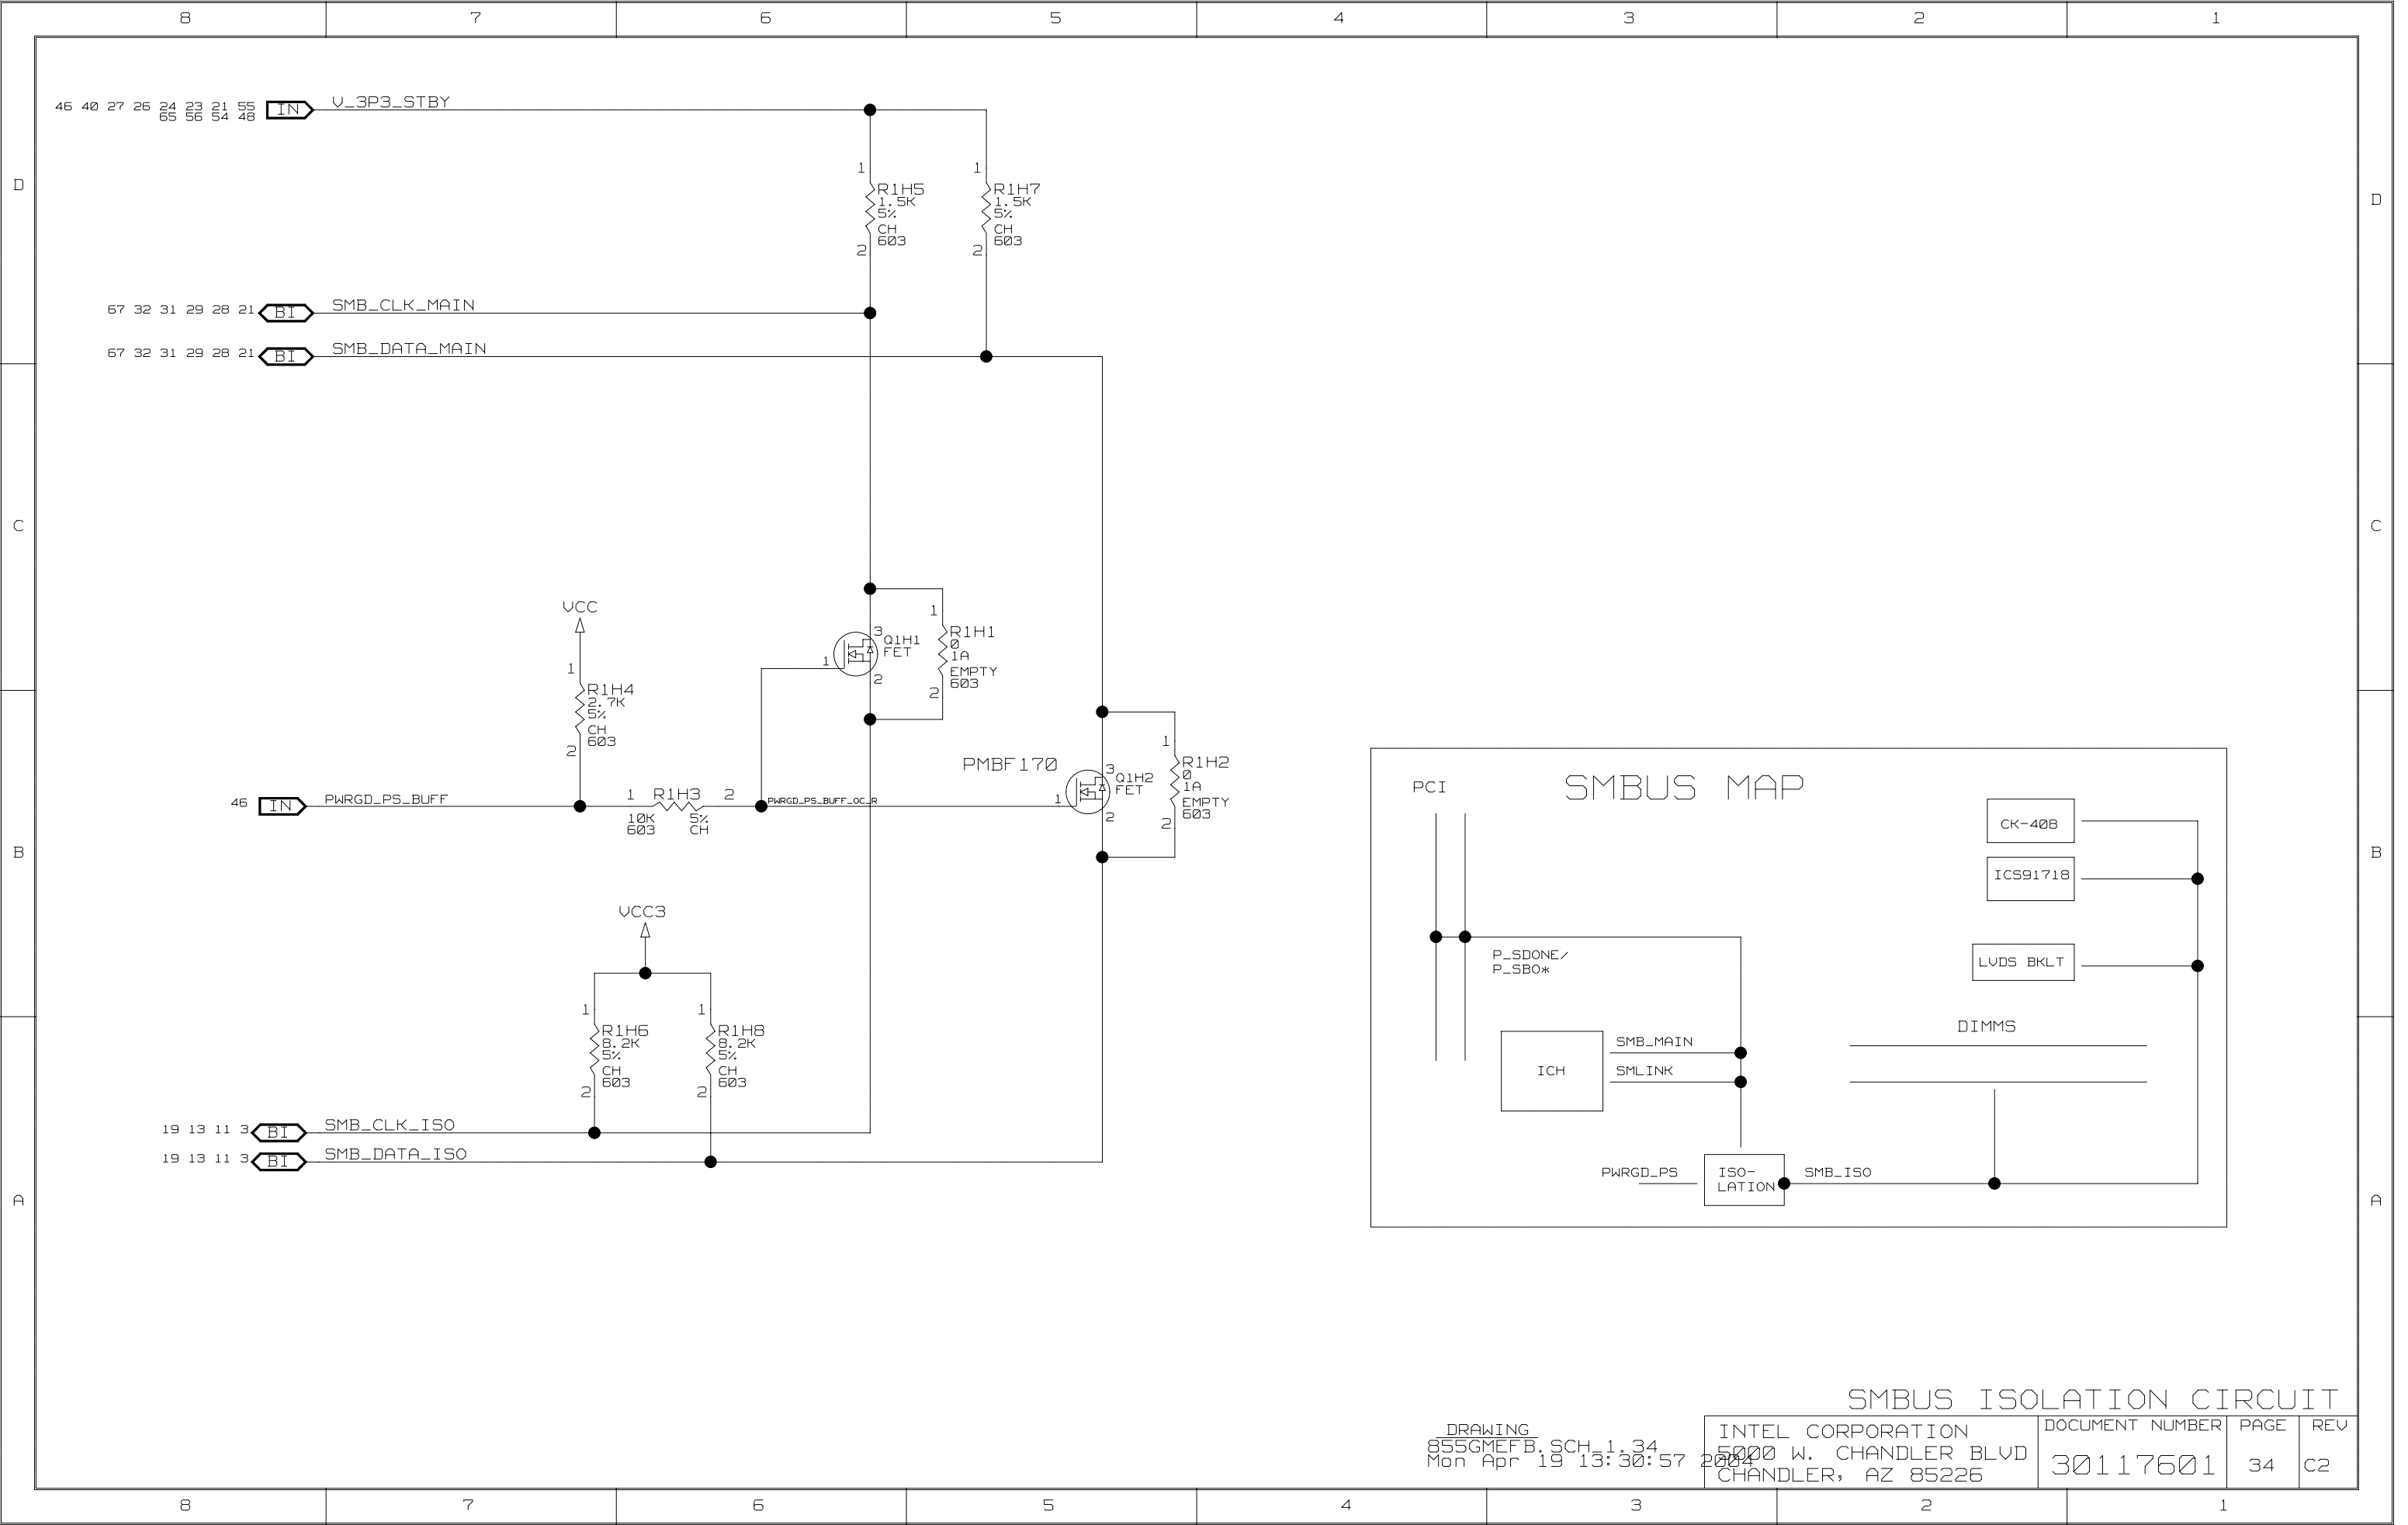 8 7 6 5 4 3 2 1
46 40 27 26 24 23 21 55
65 56 54 48
IN
V_3P3_STBY
D
D
1
R1H5
1.5K
5%
CH
603
2
1
R1H7
1.5K
5%
CH
603
2
67 32 31 29 28 21
BI
SMB_CLK_MAIN
67 32 31 29 28 21
BI
SMB_DATA_MAIN
C
C
VCC
1
R1H4
2.7K
5%
CH
603
2
3
Q1H1
FET
1
2
1
R1H1
0
1A
EMPTY
603
2
46
IN
PWRGD_PS_BUFF
1
R1H3
2
10K
603
5%
CH
PWRGD_PS_BUFF_OC_R
PMBF170
3
Q1H2
FET
1
2
1
R1H2
0
1A
EMPTY
603
2
B
B
VCC3
1
R1H6
8.2K
5%
CH
603
2
1
R1H8
8.2K
5%
CH
603
2
19 13 11 3
BI
SMB_CLK_ISO
19 13 11 3
BI
SMB_DATA_ISO
A
A
PCI
SMBUS MAP
CK-408
ICS91718
LVDS BKLT
P_SDONE/
P_SBO*
DIMMS
ICH
SMB_MAIN
SMLINK
PWRGD_PS
ISO-
LATION
SMB_ISO
SMBUS ISOLATION CIRCUIT
DRAWING
855GMEFB.SCH_1.34
Mon Apr 19 13:30:57 2004
INTEL CORPORATION
5000 W. CHANDLER BLVD
CHANDLER, AZ 85226
DOCUMENT NUMBER
30117601
PAGE
34
REV
C2
8 7 6 5 4 3 2 1